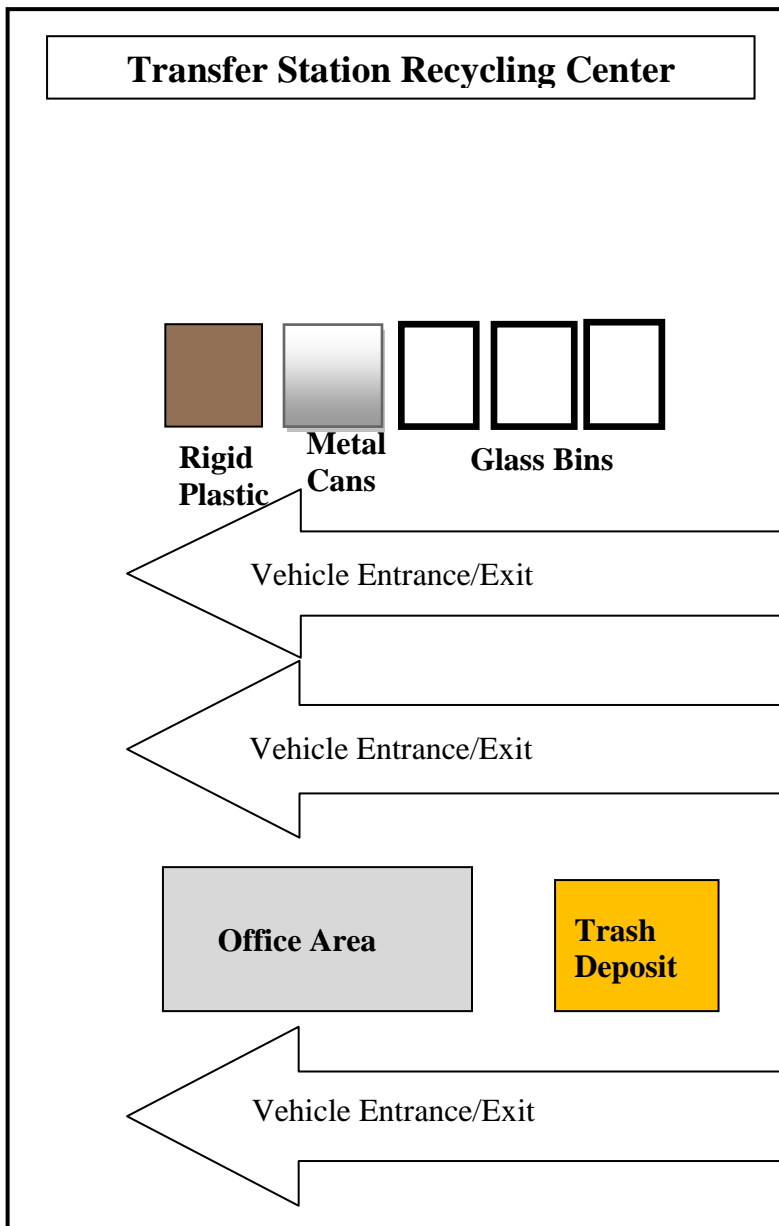 Transfer Station Recycling Center
Rigid
Plastic
Metal
Cans
Glass Bins
Vehicle Entrance/Exit
Vehicle Entrance/Exit
Office Area
Trash
Deposit
Vehicle Entrance/Exit